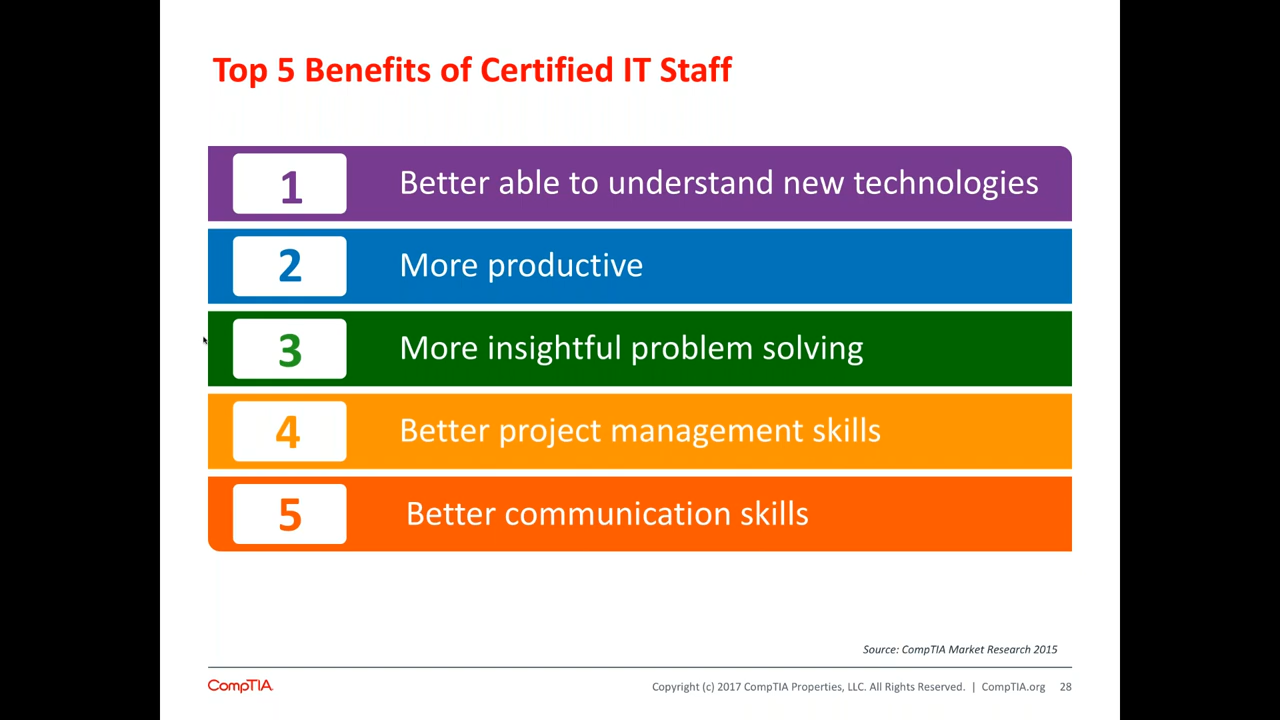 Top 5 Benefits of Certified IT Staff
1 Better able to understand new technologies
2 More productive
3 More insightful problem solving
4 Better project management skills
5 Better communication skills
Source: CompTIA Market Research 2015
CompTIA. Copyright (c) 2017 CompTIA Properties, LLC. All Rights Reserved. | CompTIA.org 28